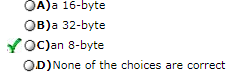 A)a 16-byte
B)a 32-byte
C)an 8-byte
D)None of the choices are correct